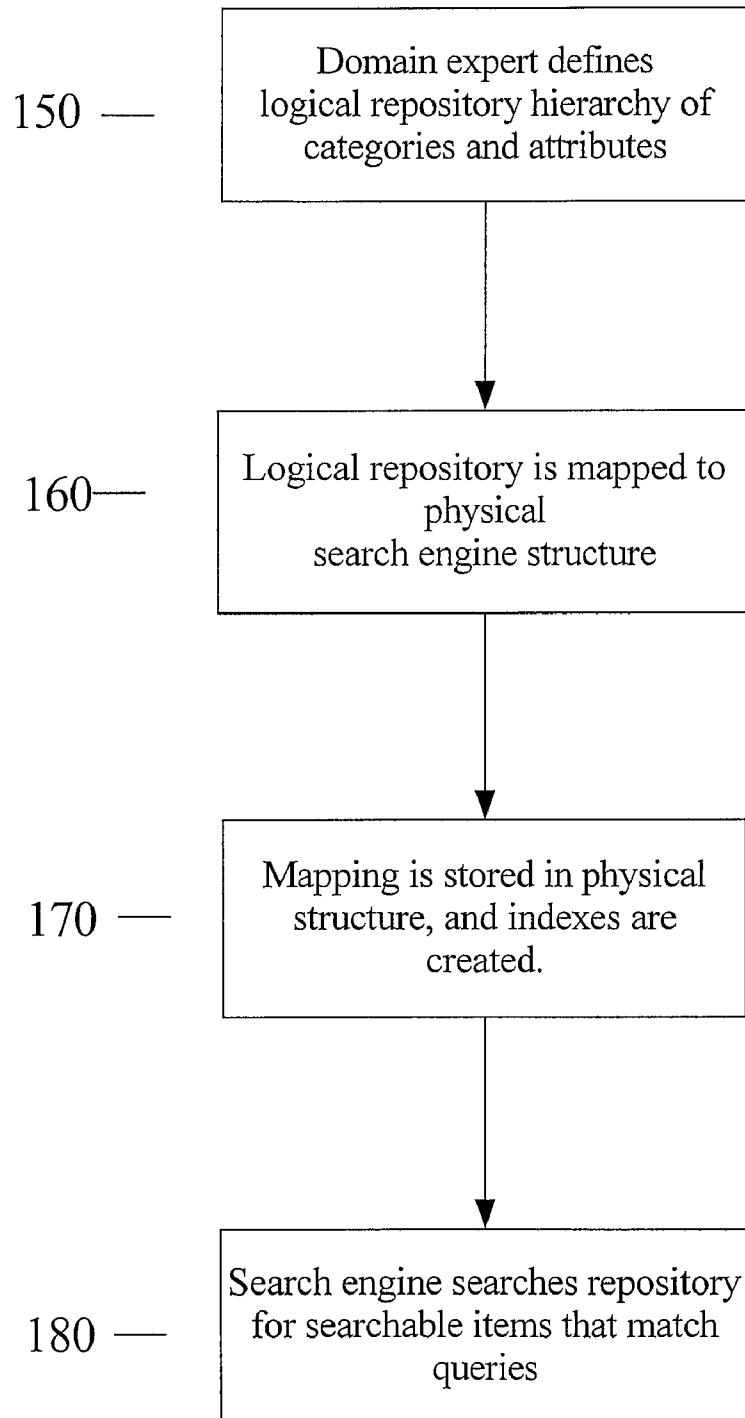 Domain expert defines
150 — logical repository hierarchy of
categories and attributes
Logical repository is mapped to
160— physical
search engine structure
Mapping is stored in physical
170 — structure, and indexes are
created.
Search engine searches repository
180 — for searchable items that match
queries